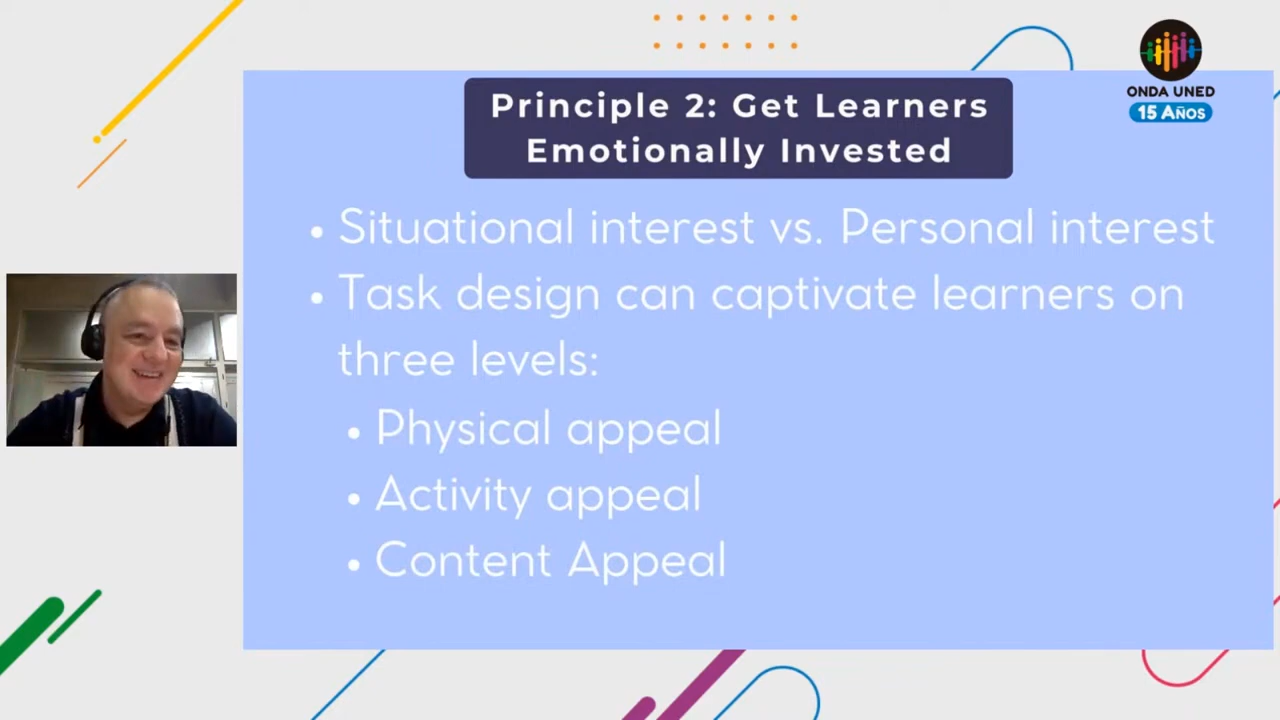 Principle 2: Get Learners
Emotionally Invested
ONDA UNED
15 AÑOS
• Situational interest vs. Personal interest
• Task design can captivate learners on
three levels:
• Physical appeal
• Activity appeal
• Content Appeal